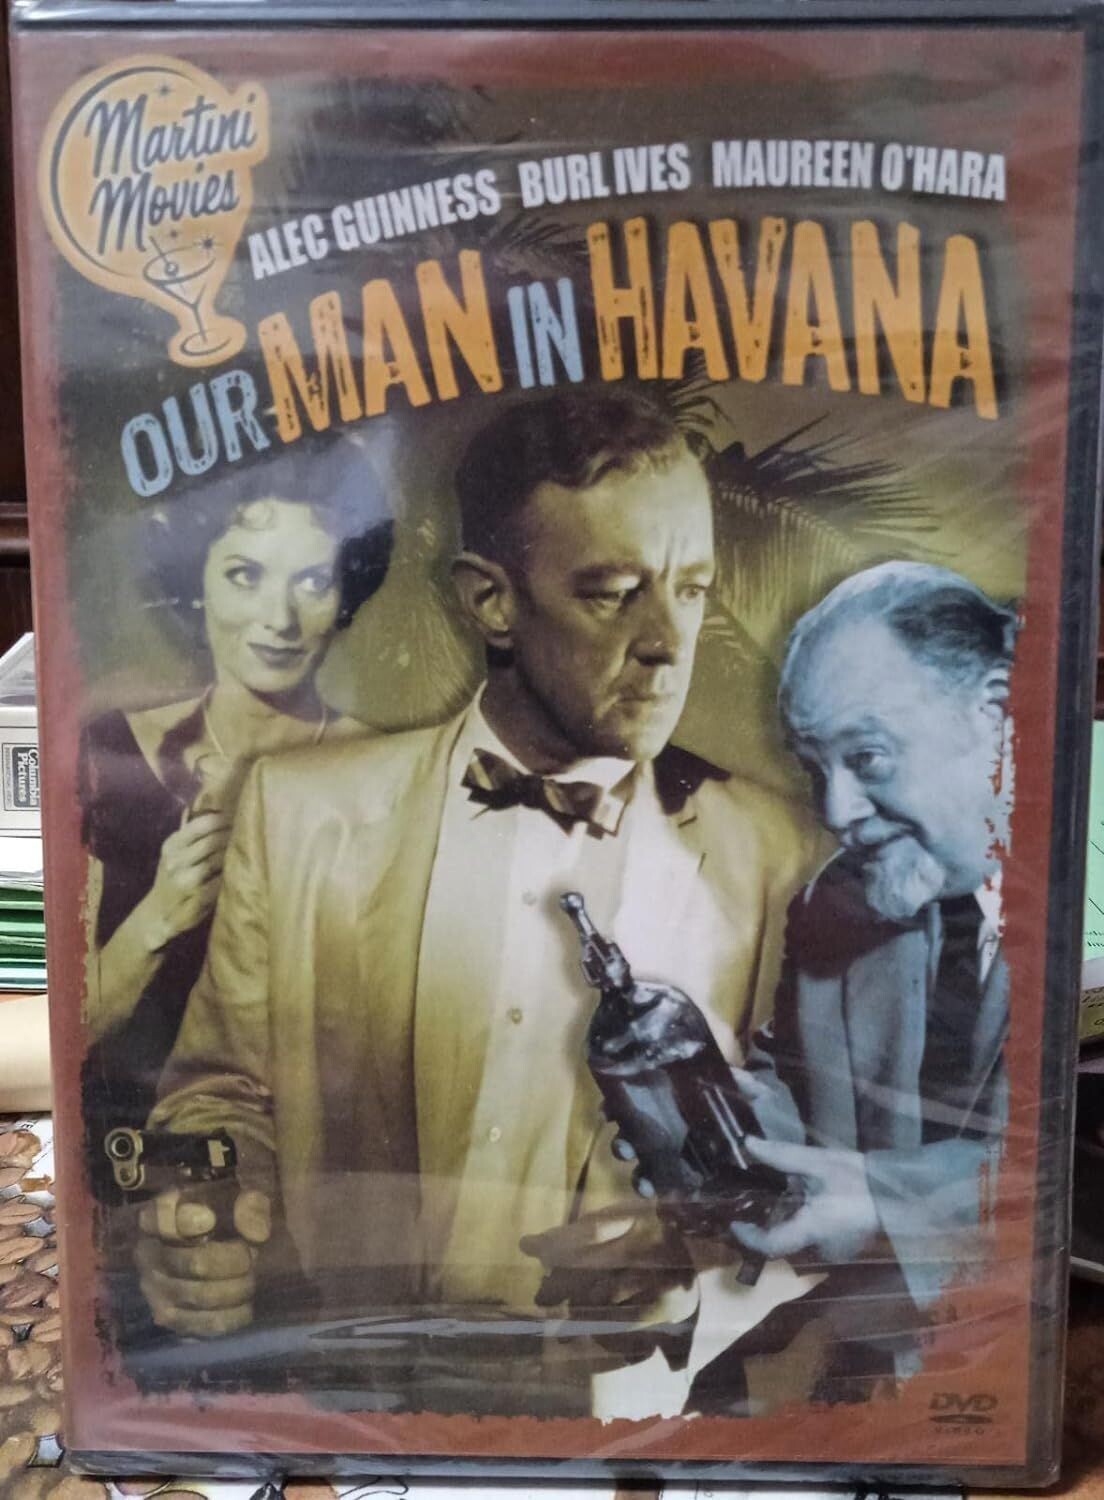 Martini
Movies
ALEC GUINNESS BURL IVES MAUREEN O'HARA
OUR MAN IN HAVANA
Columbia
Pictures
DVD
VIDEO